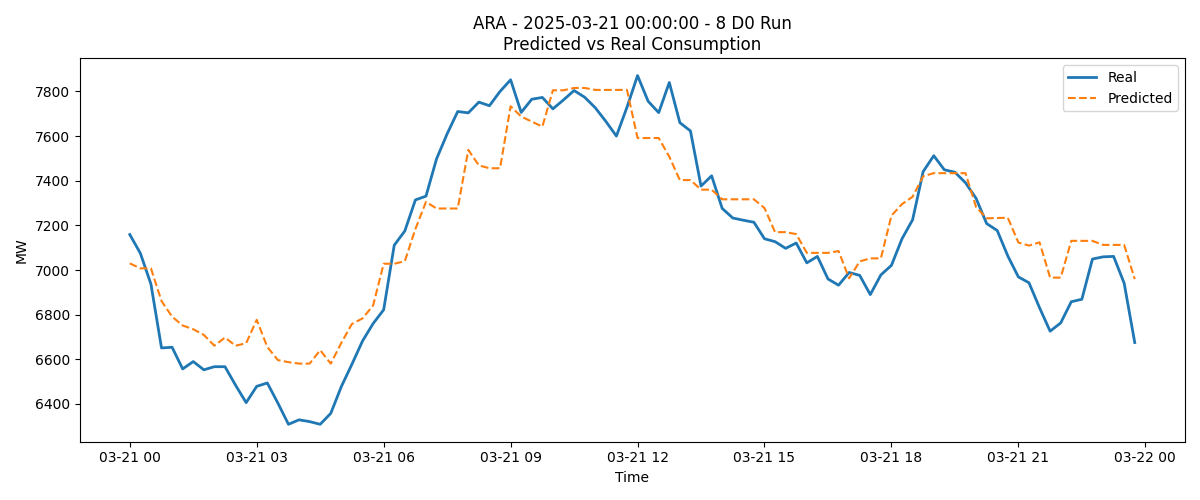 ARA - 2025-03-21 00:00:00 - 8 D0 Run
Predicted vs Real Consumption
Real
Predicted
MW
7800
7600
7400
7200
7000
6800
6600
6400
03-21 00
03-21 03
03-21 06
03-21 09
03-21 12
03-21 15
03-21 18
03-21 21
03-22 00
Time